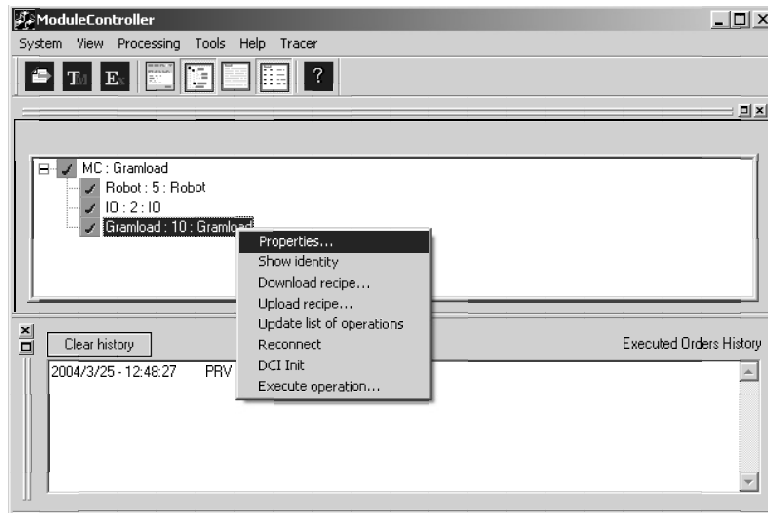 ModuleController
System View Processing Tools Help Tracer
TM Ex ?
MC : Gramload
Robot : 5 : Robot
IO : 2 : IO
Gramload : 10 : Gramload
Properties...
Show identity
Download recipe...
Upload recipe...
Update list of operations
Reconnect
DCI Init
Execute operation...
Clear history
Executed Orders History
2004/3/25 - 12:48:27 PRV